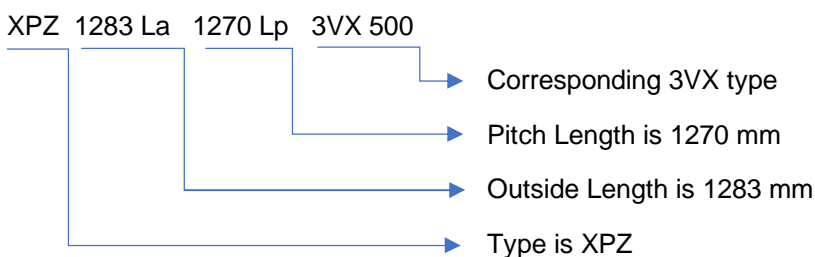 XPZ 1283 La 1270 Lp 3VX 500
Corresponding 3VX type
Pitch Length is 1270 mm
Outside Length is 1283 mm
Type is XPZ